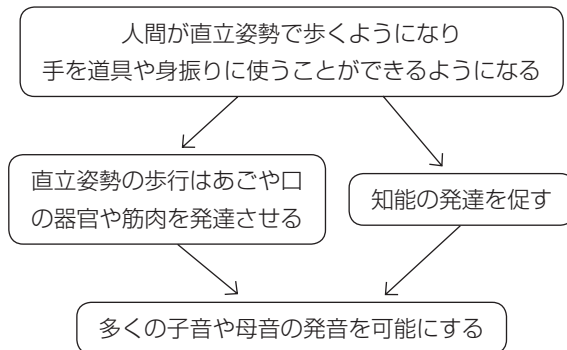 人間が直立姿勢で歩くようになり
手を道具や身振りに使うことができるようになる
直立姿勢の歩行はあごや口
の器官や筋肉を発達させる
知能の発達を促す
多くの子音や母音の発音を可能にする